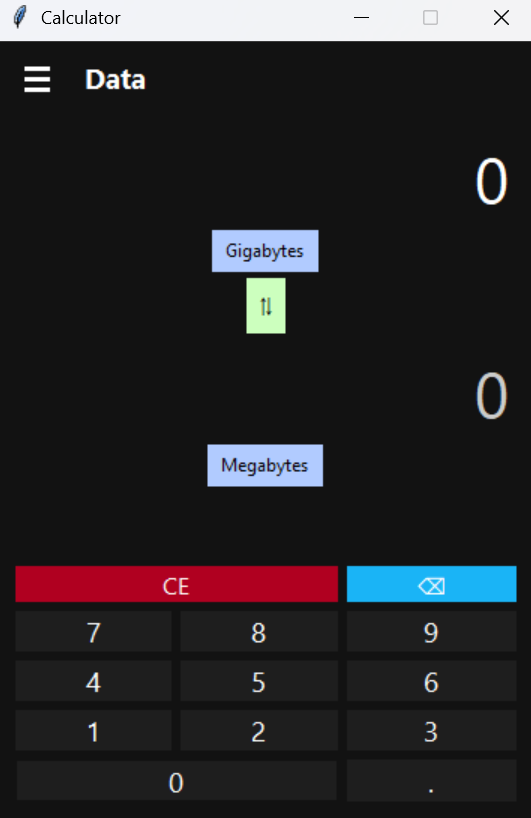 Calculator
☰ Data
0
Gigabytes
⇅
0
Megabytes
CE ⌫
7 8 9
4 5 6
1 2 3
0 .